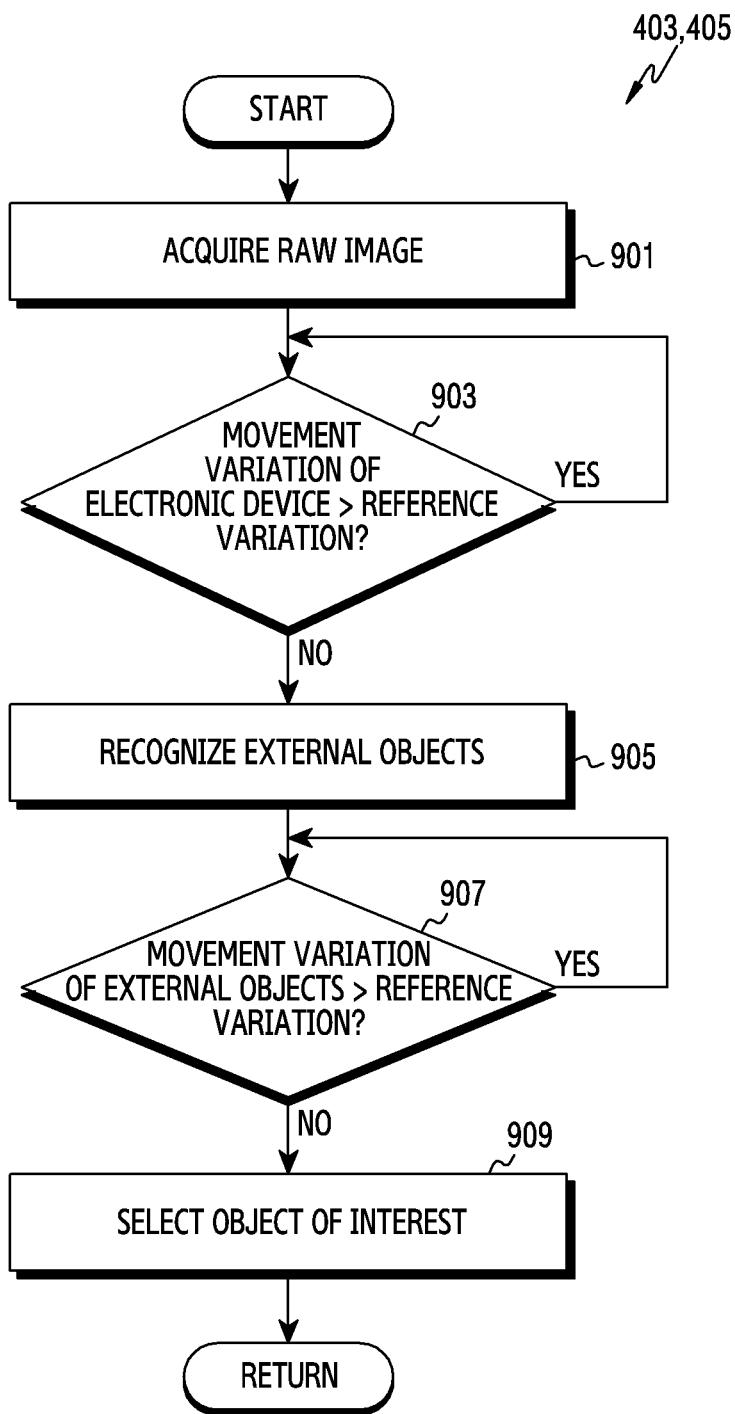 403,405
START
ACQUIRE RAW IMAGE
901
903
MOVEMENT
VARIATION OF
ELECTRONIC DEVICE > REFERENCE
VARIATION?
YES
NO
RECOGNIZE EXTERNAL OBJECTS
905
907
MOVEMENT VARIATION
OF EXTERNAL OBJECTS > REFERENCE
VARIATION?
YES
NO
909
SELECT OBJECT OF INTEREST
RETURN